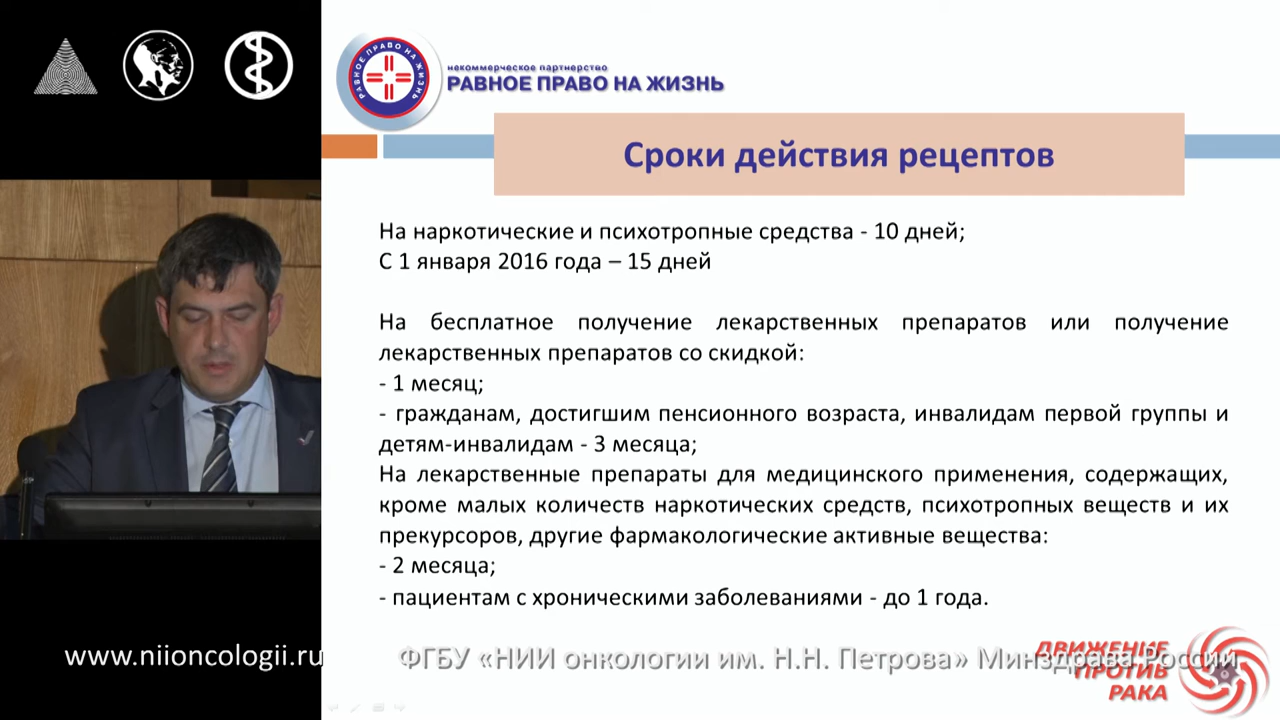 РАВНОЕ ПРАВО НА ЖИЗНЬ
некоммерческое партнерство
РАВНОЕ ПРАВО НА ЖИЗНЬ
Сроки действия рецептов
На наркотические и психотропные средства - 10 дней;
С 1 января 2016 года – 15 дней
На бесплатное получение лекарственных препаратов или получение
лекарственных препаратов со скидкой:
- 1 месяц;
- гражданам, достигшим пенсионного возраста, инвалидам первой группы и
детям-инвалидам - 3 месяца;
На лекарственные препараты для медицинского применения, содержащих,
кроме малых количеств наркотических средств, психотропных веществ и их
прекурсоров, другие фармакологические активные вещества:
- 2 месяца;
- пациентам с хроническими заболеваниями - до 1 года.
www.niioncologii.ru
ФГБУ «НИИ онкологии им. Н.Н. Петрова» Минздрава России
ДВИЖЕНИЕ
ПРОТИВ
РАКА